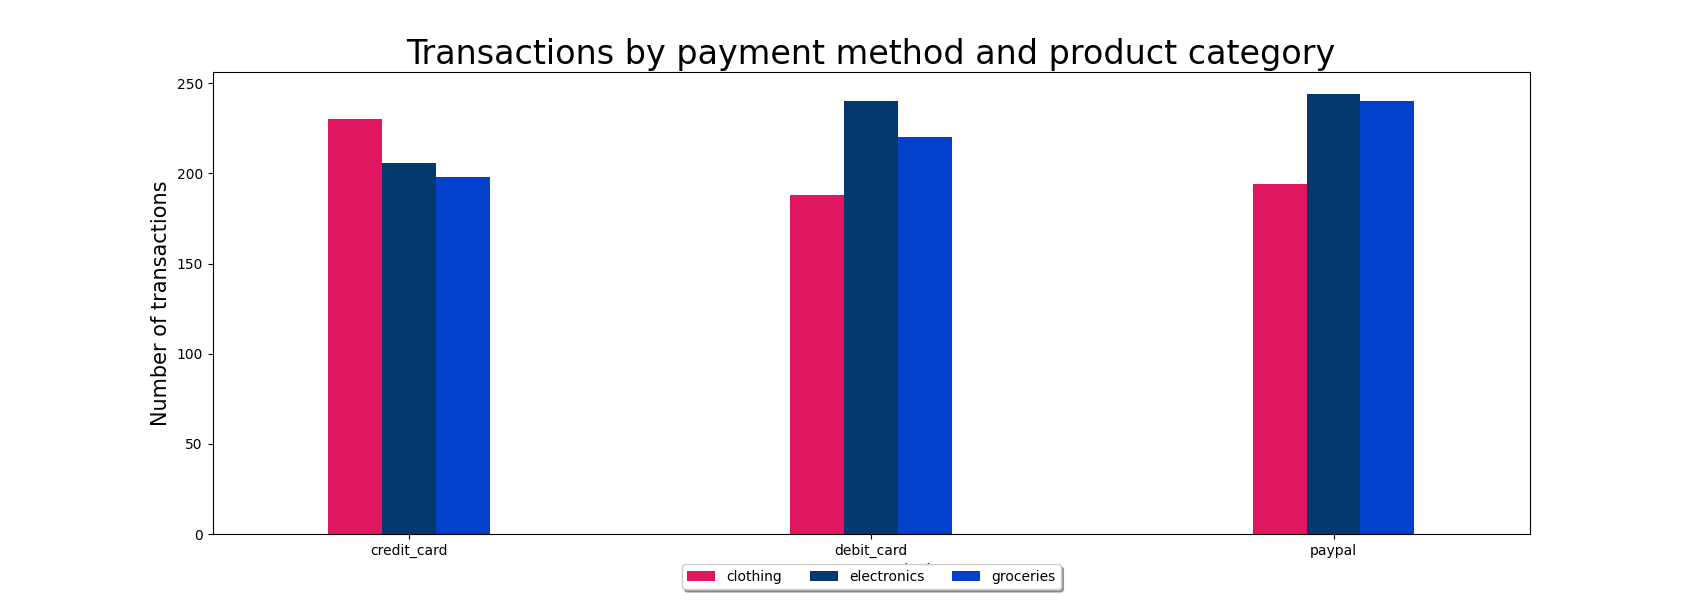 Transactions by payment method and product category
Number of transactions
250
200
150
100
50
0
credit_card debit_card paypal
clothing electronics groceries